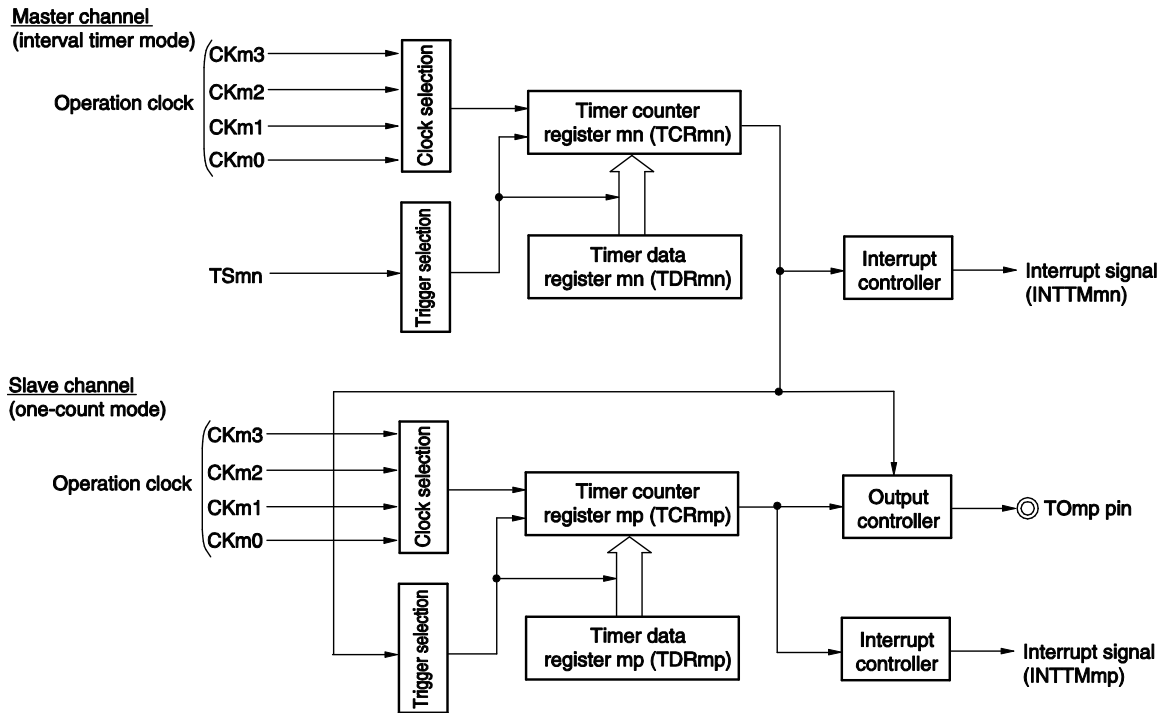 Master channel
(interval timer mode)
CKm3
CKm2
Operation clock
CKm1
CKm0
Clock selection
Timer counter
register mn (TCRmn)
TSmn
Trigger selection
Timer data
register mn (TDRmn)
Interrupt
controller
Interrupt signal
(INTTMmn)
Slave channel
(one-count mode)
CKm3
CKm2
Operation clock
CKm1
CKm0
Clock selection
Timer counter
register mp (TCRmp)
Output
controller
TOmp pin
Trigger selection
Timer data
register mp (TDRmp)
Interrupt
controller
Interrupt signal
(INTTMmp)